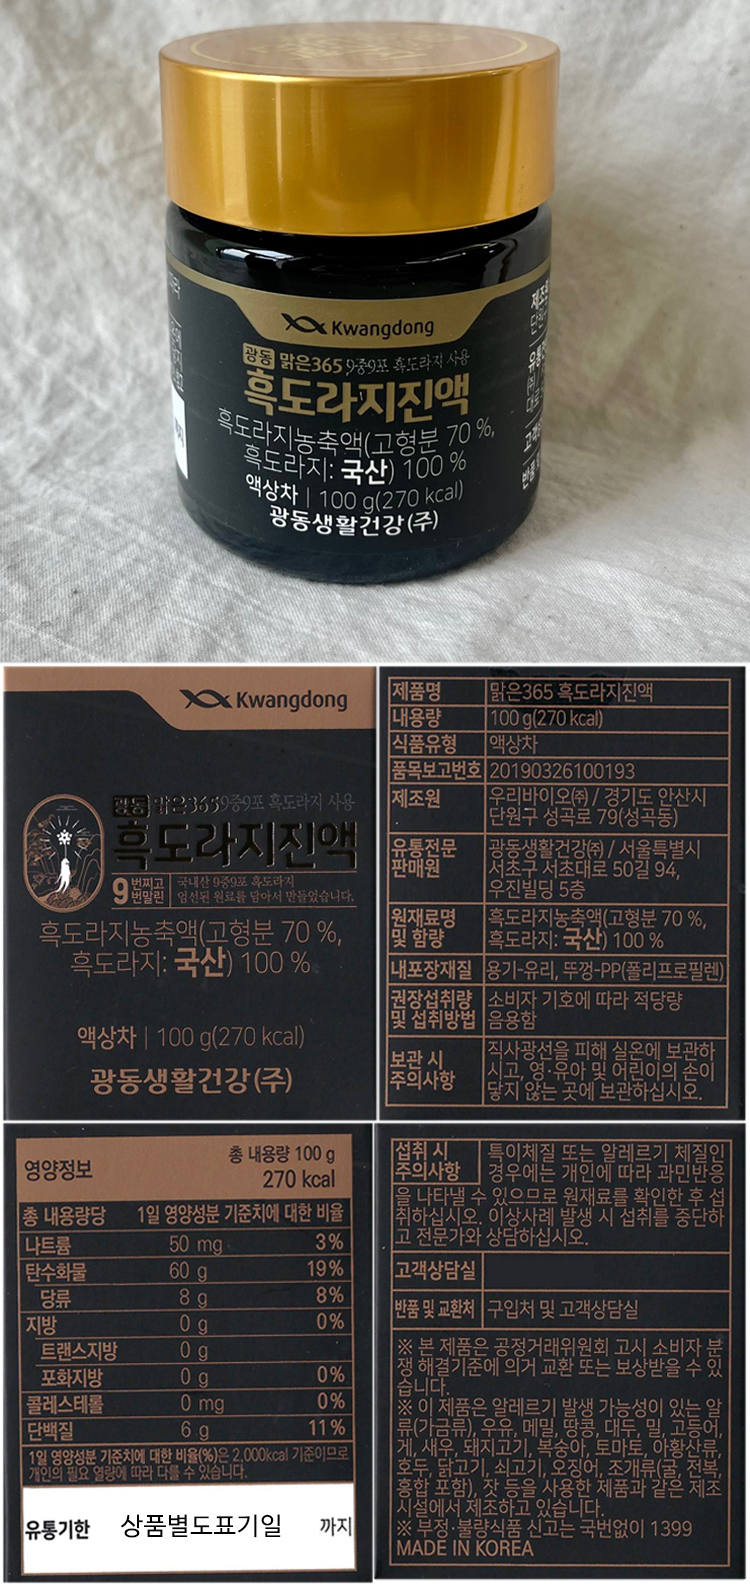 Kwangdong
광동 맑은365 9중9포 흑도라지 사용
흑도라지진액
흑도라지농축액(고형분 70 %,
흑도라지: 국산) 100 %
액상차 | 100 g(270 kcal)
광동생활건강(주)
Kwangdong
광동 맑은365 9중9포 흑도라지 사용
흑도라지진액
9 번찌고 번말린
국내산 9중9포 흑도라지
엄선된 원료를 담아서 만들었습니다.
흑도라지농축액(고형분 70 %,
흑도라지: 국산) 100 %
액상차 | 100 g(270 kcal)
광동생활건강(주)
제품명 맑은365 흑도라지진액
내용량 100 g(270 kcal)
식품유형 액상차
품목보고번호 20190326100193
제조원 우리바이오㈜ / 경기도 안산시
단원구 성곡로 79(성곡동)
유통전문판매원 광동생활건강㈜ / 서울특별시
서초구 서초대로 50길 94,
우진빌딩 5층
원재료명 및 함량 흑도라지농축액(고형분 70 %,
흑도라지: 국산) 100 %
내포장재질 용기-유리, 뚜껑-PP(폴리프로필렌)
권장섭취량 및 섭취방법 소비자 기호에 따라 적당량
음용함
보관 시 주의사항 직사광선을 피해 실온에 보관하
시고, 영·유아 및 어린이의 손이
닿지 않는 곳에 보관하십시오.
영양정보
총 내용량 100 g
270 kcal
총 내용량당 1일 영양성분 기준치에 대한 비율
나트륨 50 mg 3%
탄수화물 60 g 19%
당류 8 g 8%
지방 0 g 0%
트랜스지방 0 g
포화지방 0 g 0%
콜레스테롤 0 mg 0%
단백질 6 g 11%
1일 영양성분 기준치에 대한 비율(%)은 2,000kcal 기준이므로
개인의 필요 열량에 따라 다를 수 있습니다.
유통기한 상품별도표기일 까지
섭취 시 주의사항 특이체질 또는 알레르기 체질인
경우에는 개인에 따라 과민반응
을 나타낼 수 있으므로 원재료를 확인한 후 섭
취하십시오. 이상사례 발생 시 섭취를 중단하
고 전문가와 상담하십시오.
고객상담실
반품 및 교환처 구입처 및 고객상담실
※ 본 제품은 공정거래위원회 고시 소비자 분
쟁 해결기준에 의거 교환 또는 보상받을 수 있
습니다.
※ 이 제품은 알레르기 발생 가능성이 있는 알
류(가금류), 우유, 메밀, 땅콩, 대두, 밀, 고등어,
게, 새우, 돼지고기, 복숭아, 토마토, 아황산류,
호두, 닭고기, 쇠고기, 오징어, 조개류(굴, 전복,
홍합 포함), 잣 등을 사용한 제품과 같은 제조
시설에서 제조하고 있습니다.
※ 부정·불량식품 신고는 국번없이 1399
MADE IN KOREA